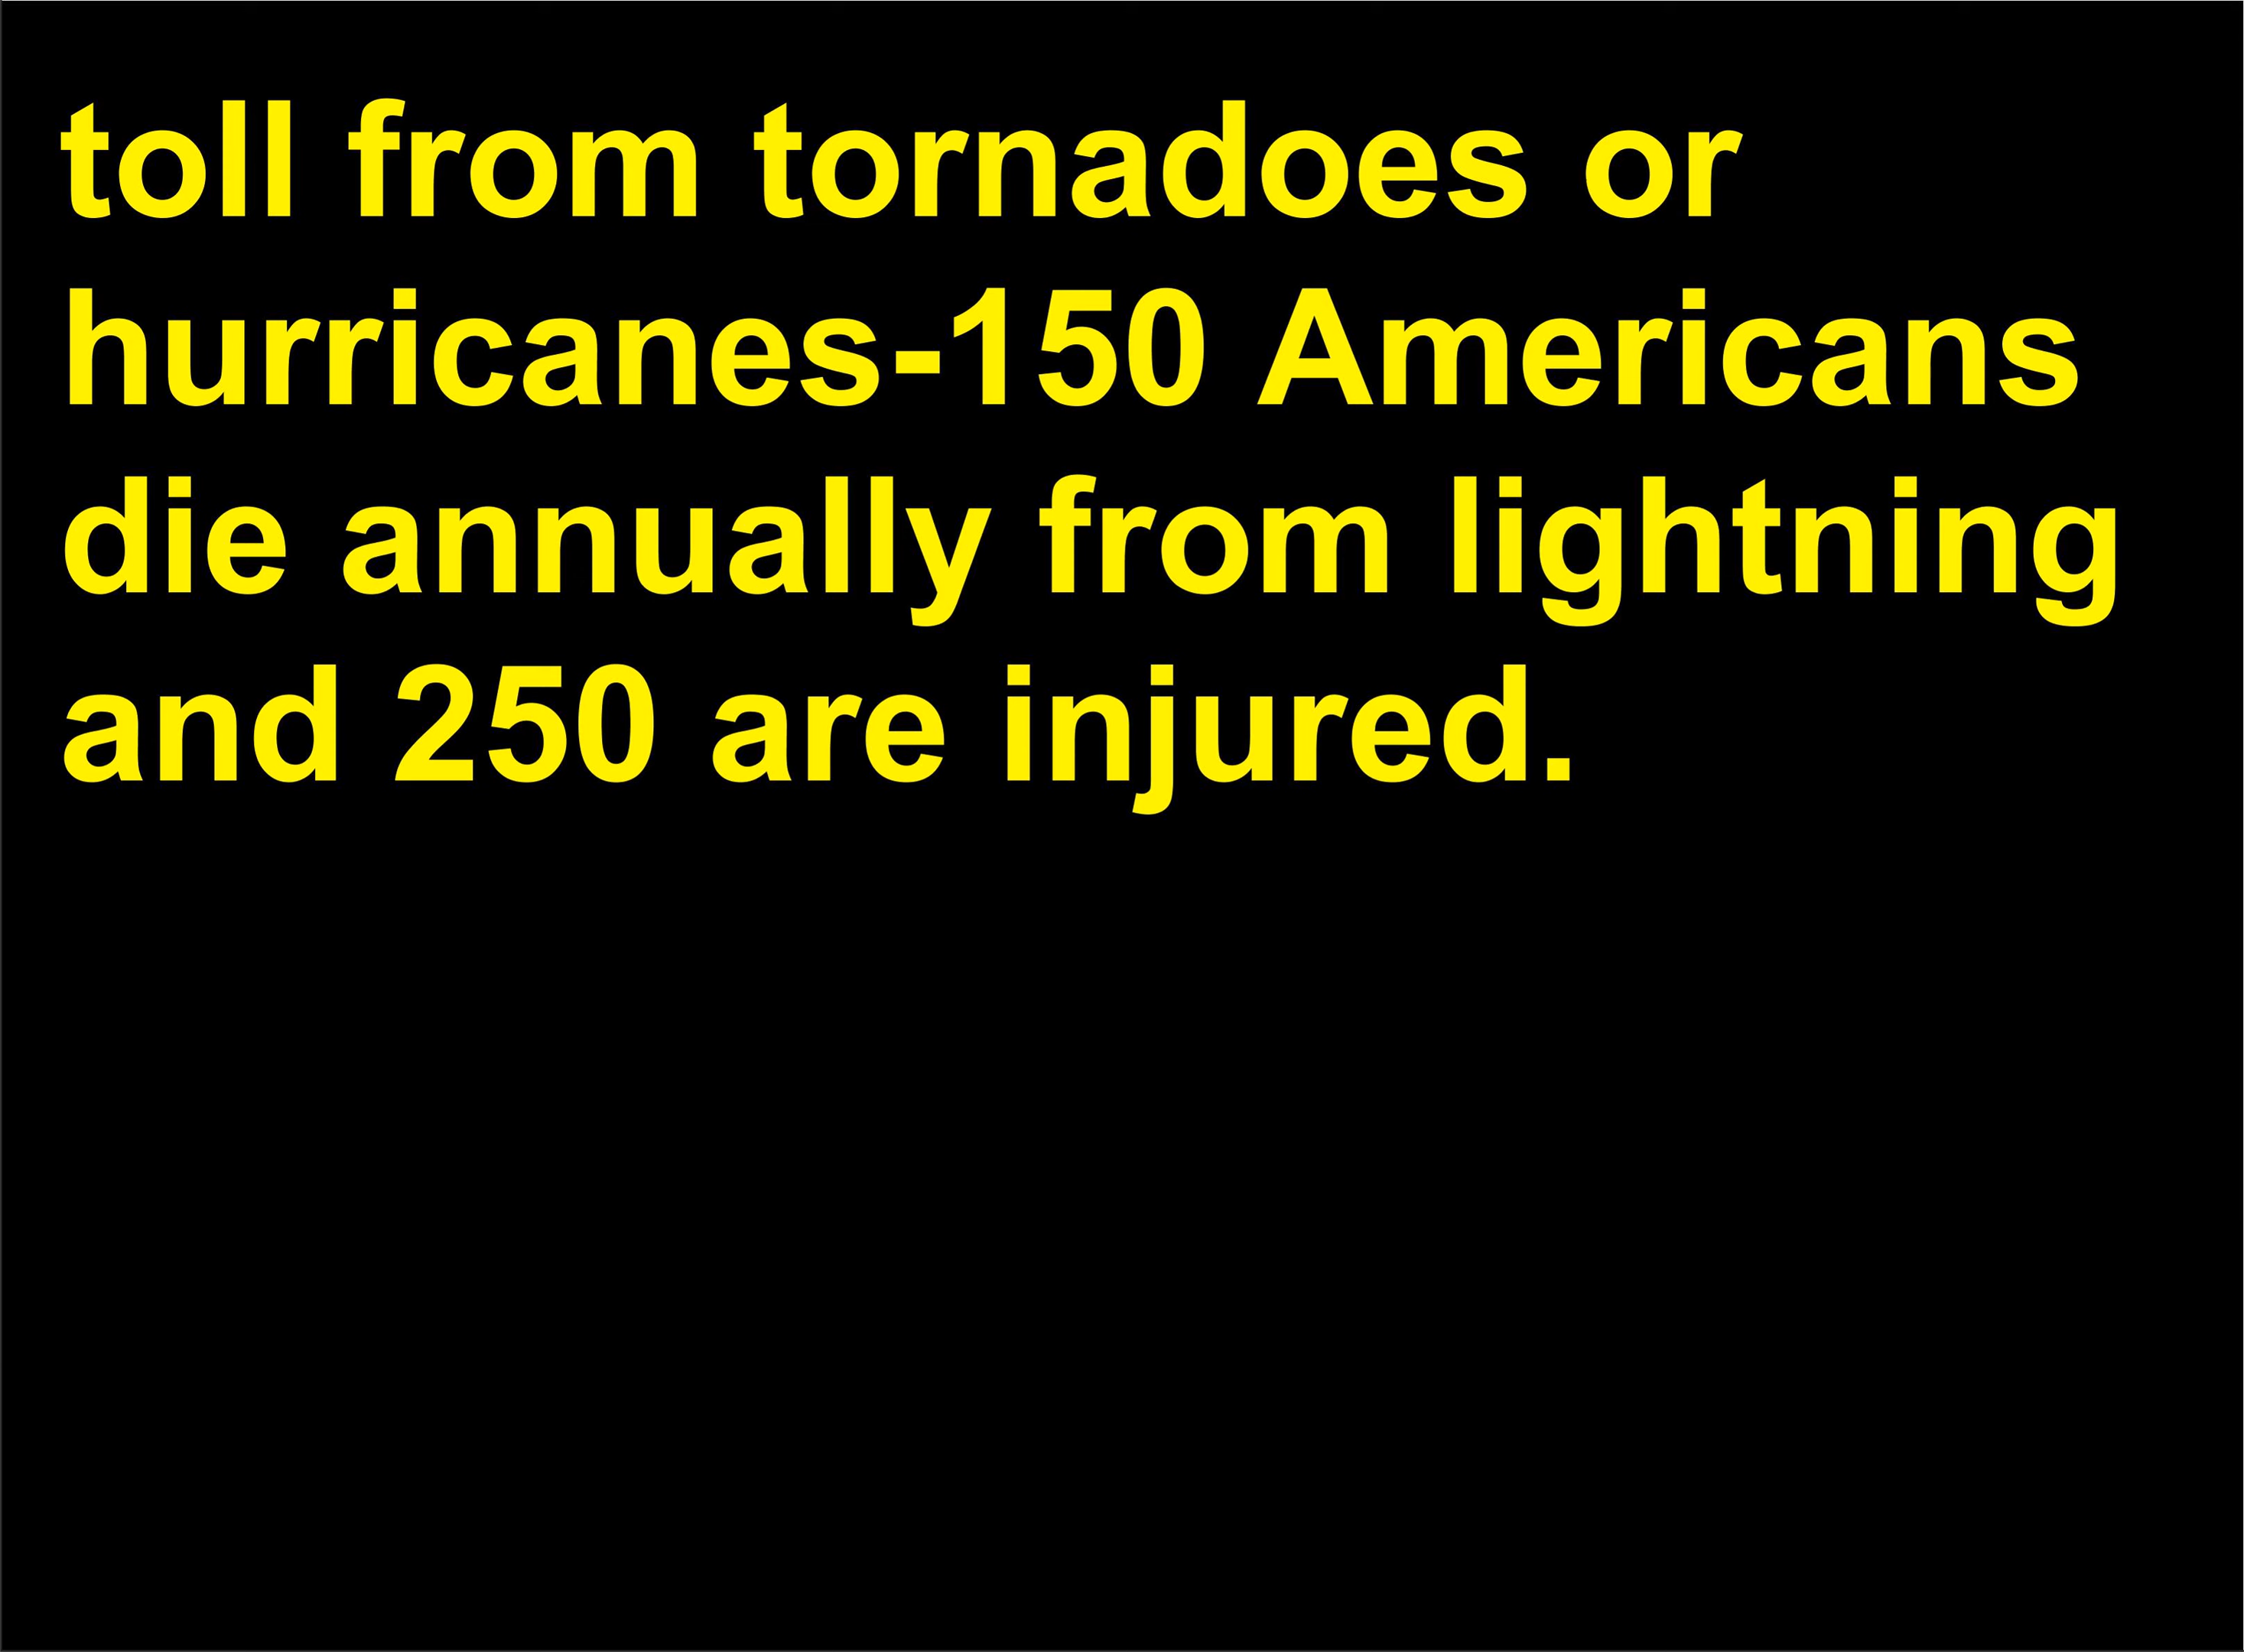 toll from tornadoes or
hurricanes-150 Americans
die annually from lightning
and 250 are injured.